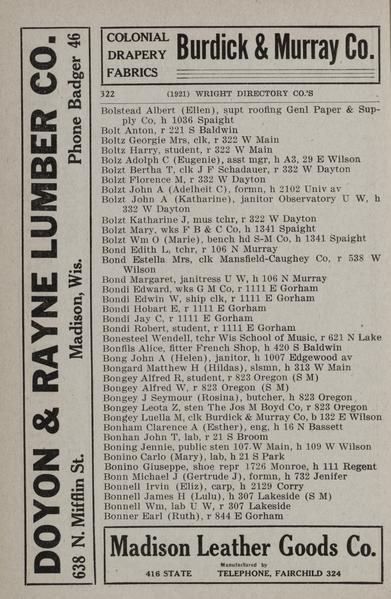 COLONIAL
DRAPERY
FABRICS
Burdick & Murray Co.
322 (1921) WRIGHT DIRECTORY CO.'S
Bolstead Albert (Ellen), supt roofing Genl Paper & Sup-
ply Co, h 1036 Spaight
Bolt Anton, r 221 S Baldwin
Boltz Georgie Mrs, clk, r 322 W Main
Boltz Harry, student, r 322 W Main
Bolz Adolph C (Eugenie), asst mgr, h A3, 29 E Wilson
Bolzt Bertha T, clk J F Schadauer, r 332 W Dayton
Bolzt Florence M, r 332 W Dayton
Bolzt John A (Adelheit C), formn, h 2102 Univ av
Bolzt John A (Katharine), janitor Observatory U W, h
332 W Dayton
Bolzt Katharine J, mus tchr, r 322 W Dayton
Bolzt Mary, wks F B & C Co, h 1341 Spaight
Bolzt Wm O (Marie), bench hd S-M Co, h 1341 Spaight
Bond Edith L, tchr, r 106 N Murray
Bond Estella Mrs, clk Mansfield-Caughey Co, r 538 W
Wilson
Bond Margaret, janitress U W, h 106 N Murray
Bondi Edward, wks G M Co, r 1111 E Gorham
Bondi Edwin W, ship clk, r 1111 E Gorham
Bondi Hobart E, r 1111 E Gorham
Bondi Jay C, r 1111 E Gorham
Bondi Robert, student, r 1111 E Gorham
Bonesteel Wendell, tchr Wis School of Music, r 621 N Lake
Bonfils Alice, fitter French Shop, h 420 S Baldwin
Bong John A (Helen), janitor, h 1007 Edgewood av
Bongard Matthew H (Hildas), slsmn, h 313 W Main
Bongey Alfred R, student, r 823 Oregon (S M)
Bongey Alfred W, r 823 Oregon (S M)
Bongey J Seymour (Rosina), butcher, h 823 Oregon
Bongey Leota Z, sten The Jos M Boyd Co, r 823 Oregon
Bongey Luella M, clk Burdick & Murray Co, b 132 E Wilson
Bonham Clarance A (Esther), eng, h 16 N Bassett
Bonhan John T, lab, r 21 S Broom
Boning Jennie, public sten 107 W Main, h 109 W Wilson
Bonino Carlo (Mary), lab, h 21 S Park
Bonino Giuseppe, shoe repr 1726 Monroe, h 111 Regent
Bonn Michael J (Gertrude J), formn, h 732 Jenifer
Bonnell Irvin (Eliz), carp, h 2129 Corry
Bonnell James H (Lulu), h 307 Lakeside (S M)
Bonnell Wm, lab U W, r 307 Lakeside
Bonner Earl (Ruth), r 844 E Gorham
Madison Leather Goods Co.
Manufactured by
416 STATE TELEPHONE, FAIRCHILD 324
DOYON & RAYNE LUMBER CO.
638 N. Mifflin St. Madison, Wis. Phone Badger 46